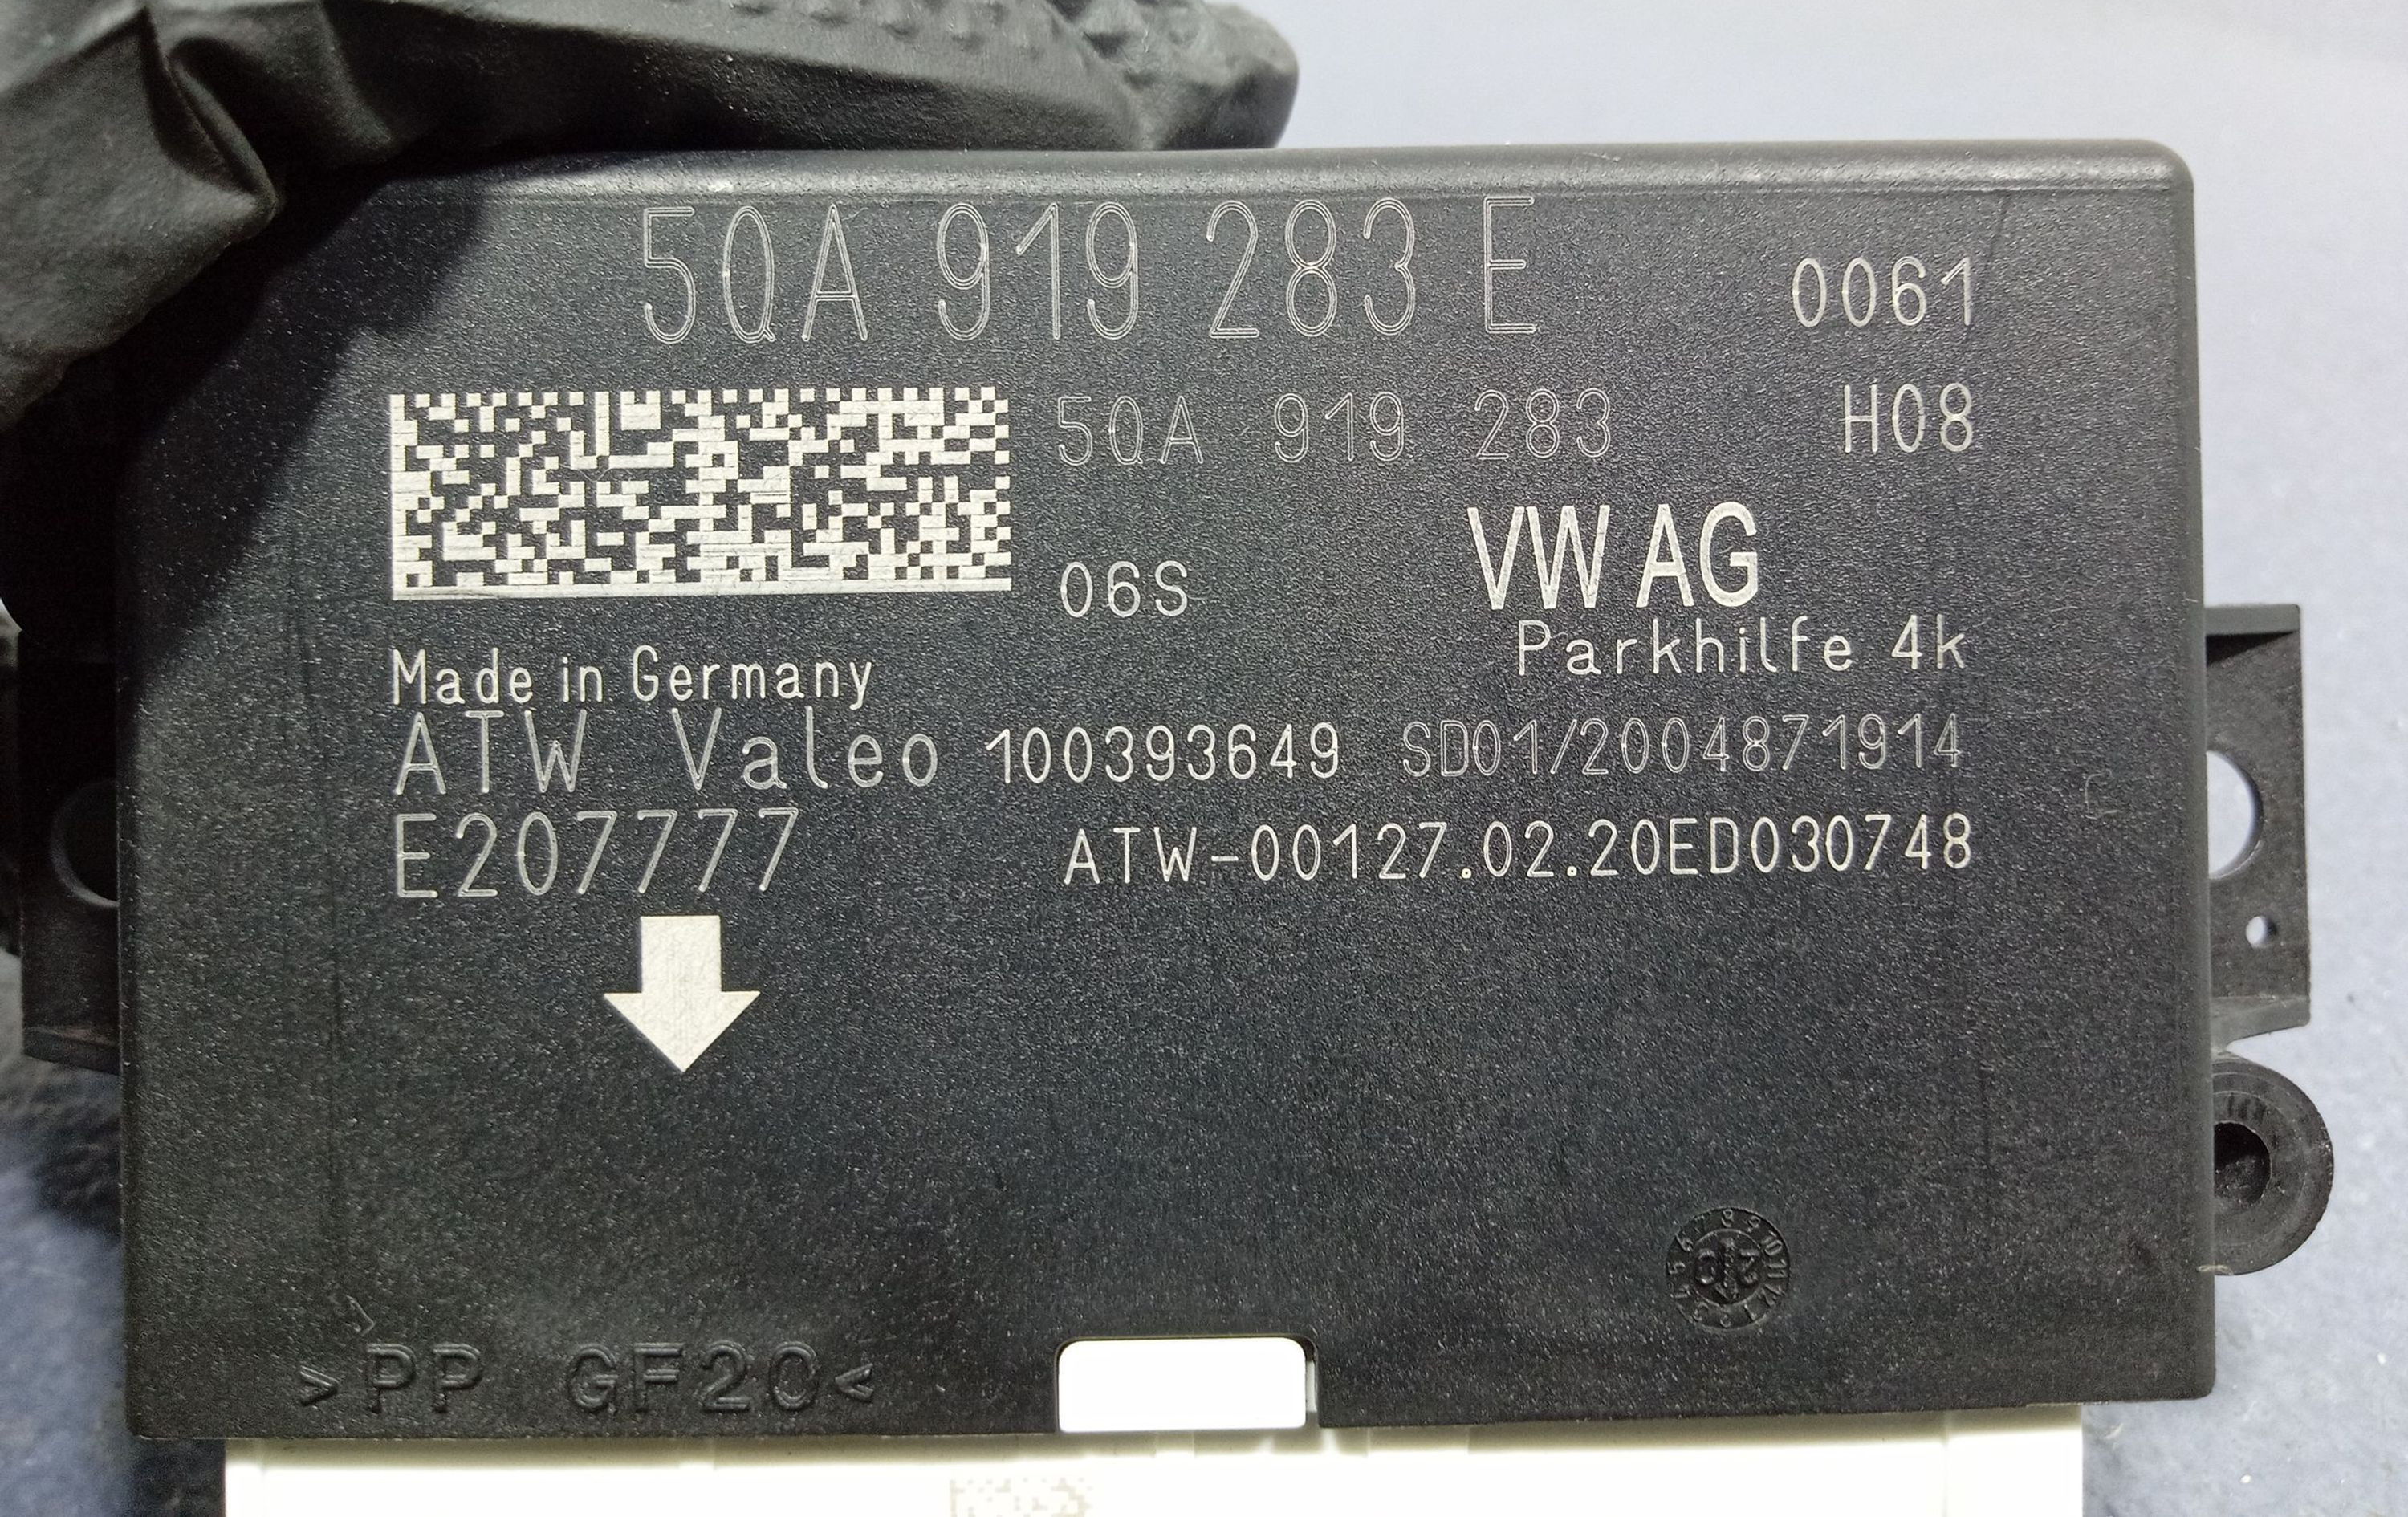 5QA 919 283 E
0061
5QA 919 283
H08
06S
VW AG
Parkhilfe 4k
Made in Germany
ATW Valeo 100393649 SD01/2004871914
E207777
ATW-00127.02.20ED030748
>PP GF20<